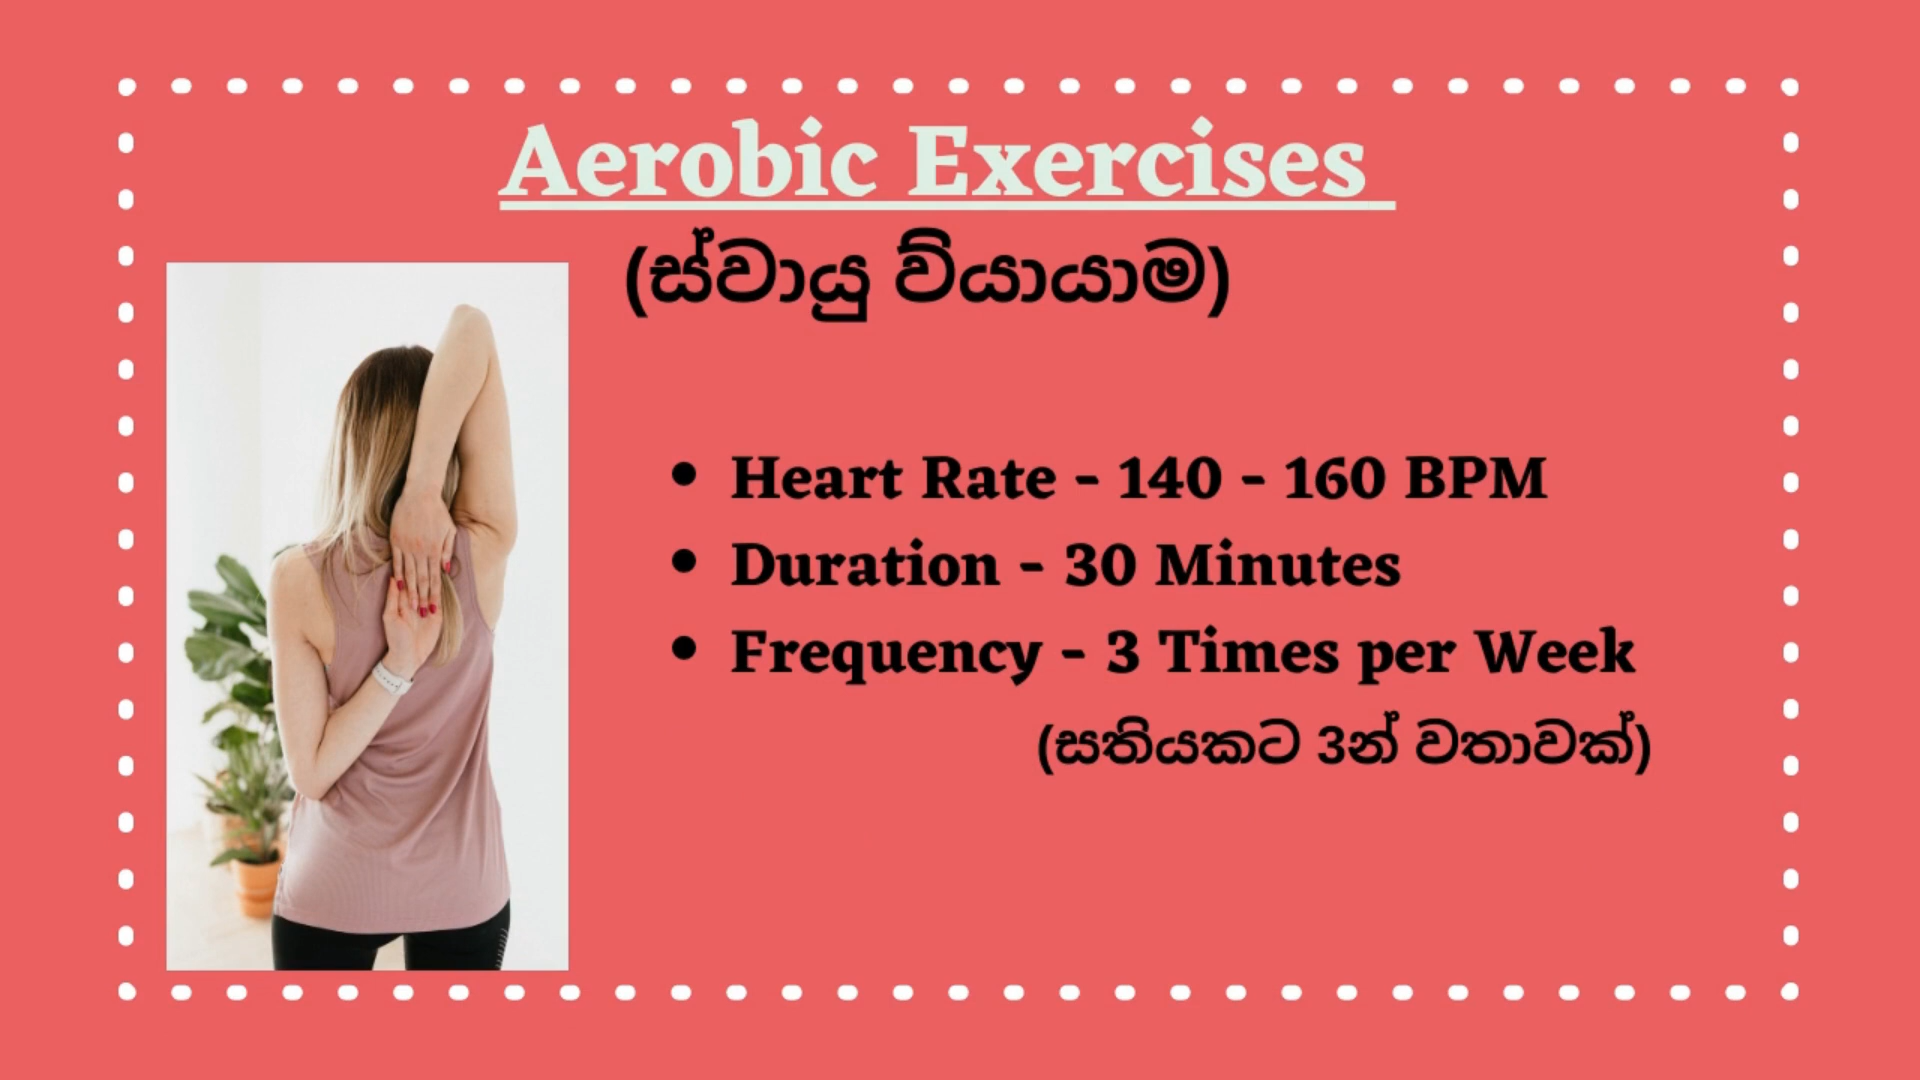 Aerobic Exercises
(ස්වායු ව්යායාම)
• Heart Rate - 140 - 160 BPM
• Duration - 30 Minutes
• Frequency - 3 Times per Week
(සතියකට 3න් වතාවක්)